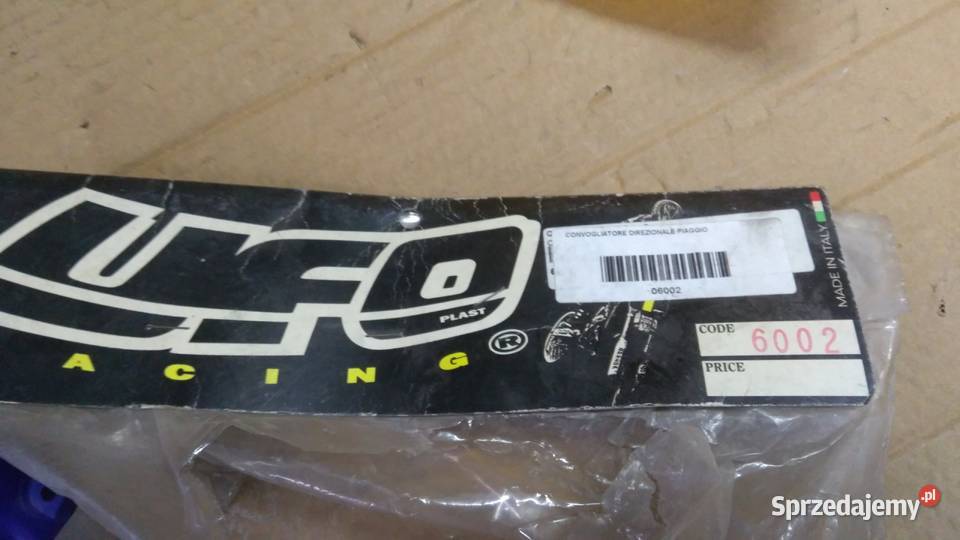 UFO
PLAST
®
ACING
CONVOGLIATORE DIREZIONALE PIAGGIO
06002
MADE IN ITALY
CODE 6002
PRICE
Sprzedajemy.pl